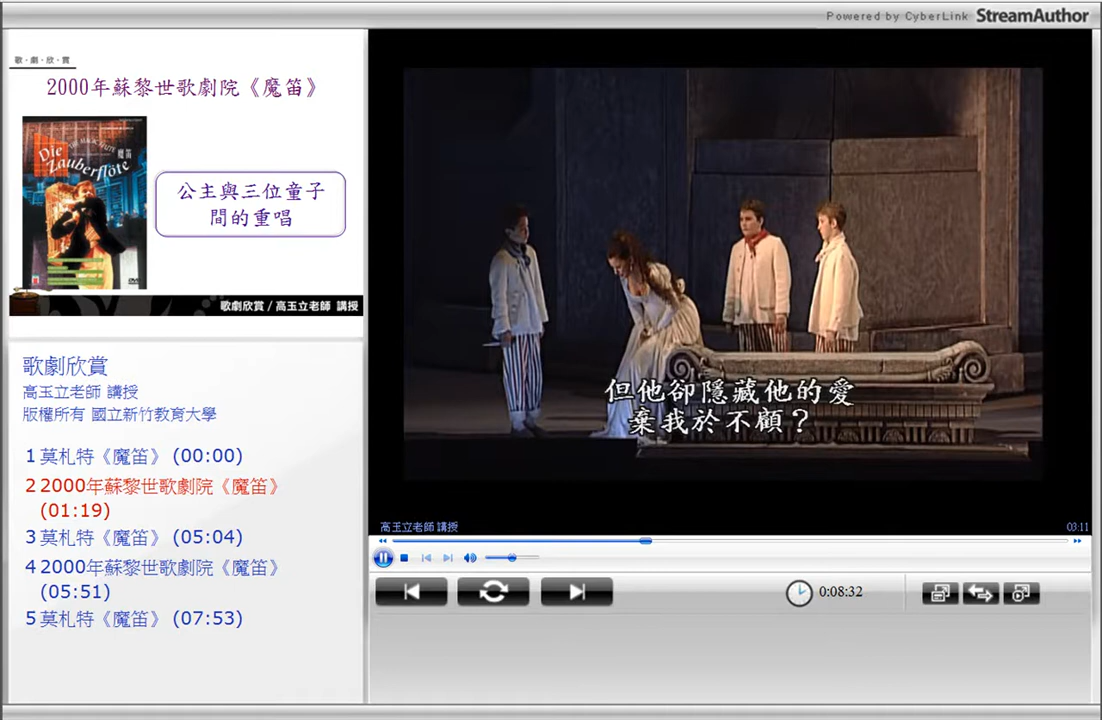 Powered by CyberLink StreamAuthor
歌・劇・欣・賞
2000年蘇黎世歌劇院《魔笛》
Die
Zauberflöte
魔笛
公主與三位童子
間的重唱
歌劇欣賞 / 高玉立老師 講授
歌劇欣賞
高玉立老師 講授
版權所有 國立新竹教育大學
1 莫札特《魔笛》 (00:00)
2 2000年蘇黎世歌劇院《魔笛》
(01:19)
3 莫札特《魔笛》 (05:04)
4 2000年蘇黎世歌劇院《魔笛》
(05:51)
5 莫札特《魔笛》 (07:53)
但他卻隱藏他的愛
棄我於不顧？
高玉立老師 講授
03:11
0:08:32